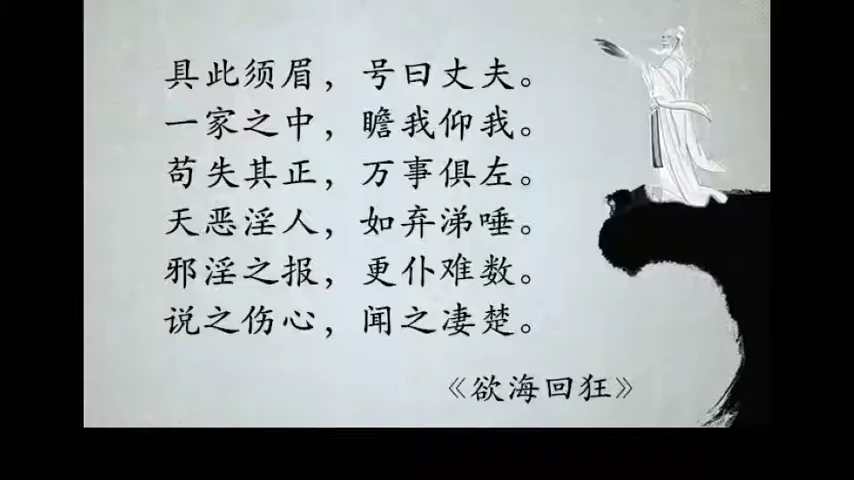 具此须眉，号曰丈夫。
一家之中，瞻我仰我。
苟失其正，万事俱左。
天恶淫人，如弃涕唾。
邪淫之报，更仆难数。
说之伤心，闻之凄楚。
《欲海回狂》